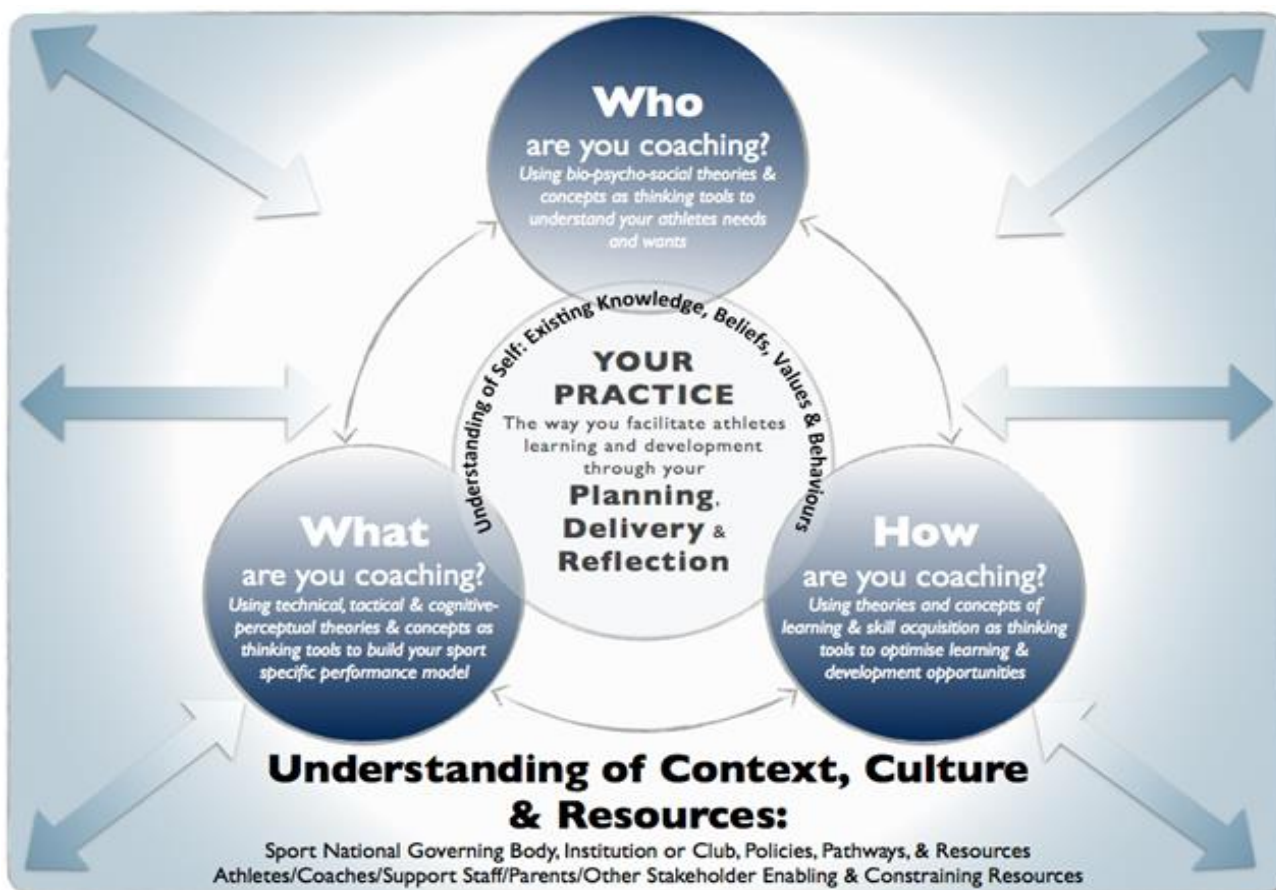 Who
are you coaching?
Using bio-psycho-social theories &
concepts as thinking tools to
understand your athletes needs
and wants
Understanding of Self: Existing Knowledge, Beliefs, Values & Behaviours
YOUR
PRACTICE
The way you facilitate athletes
learning and development
through your
Planning,
Delivery &
Reflection
What
are you coaching?
Using technical, tactical & cognitive-
perceptual theories & concepts as
thinking tools to build your sport
specific performance model
How
are you coaching?
Using theories and concepts of
learning & skill acquisition as thinking
tools to optimise learning &
development opportunities
Understanding of Context, Culture
& Resources:
Sport National Governing Body, Institution or Club, Policies, Pathways, & Resources
Athletes/Coaches/Support Staff/Parents/Other Stakeholder Enabling & Constraining Resources